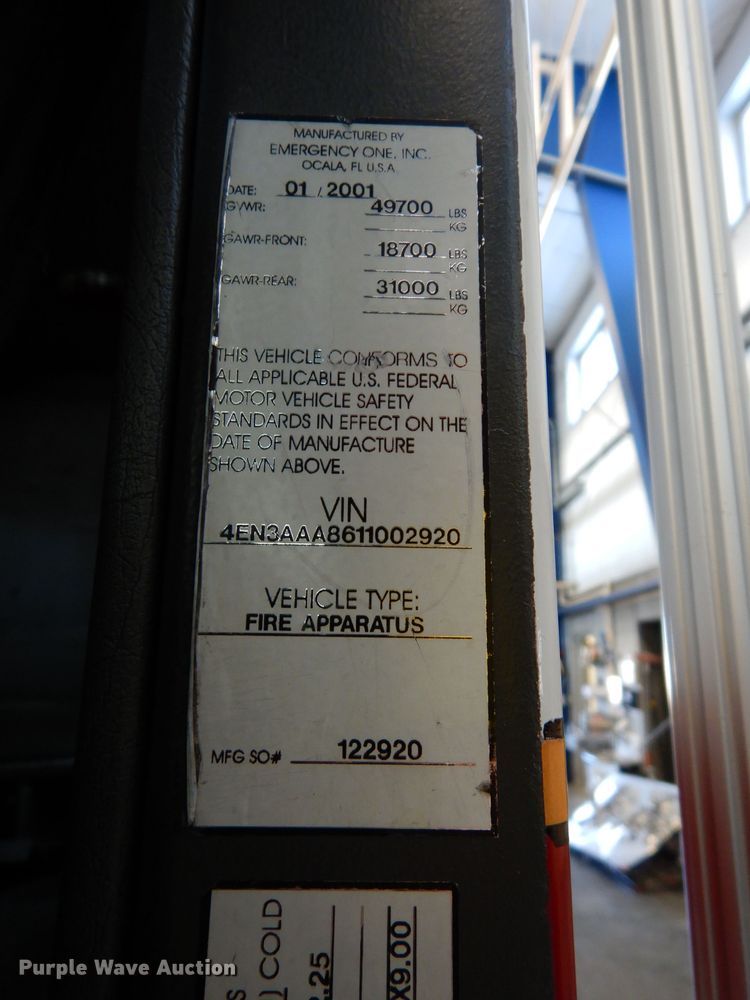 MANUFACTURED BY
EMERGENCY ONE, INC.
OCALA, FL U.S.A.
DATE: 01 / 2001
GVWR: 49700 LBS
KG
GAWR-FRONT: 18700 LBS
KG
GAWR-REAR: 31000 LBS
KG
THIS VEHICLE CONFORMS TO
ALL APPLICABLE U.S. FEDERAL
MOTOR VEHICLE SAFETY
STANDARDS IN EFFECT ON THE
DATE OF MANUFACTURE
SHOWN ABOVE.
VIN
4EN3AAA8611002920
VEHICLE TYPE:
FIRE APPARATUS
MFG SO# 122920
COLD
.25
X9.00
Purple Wave Auction